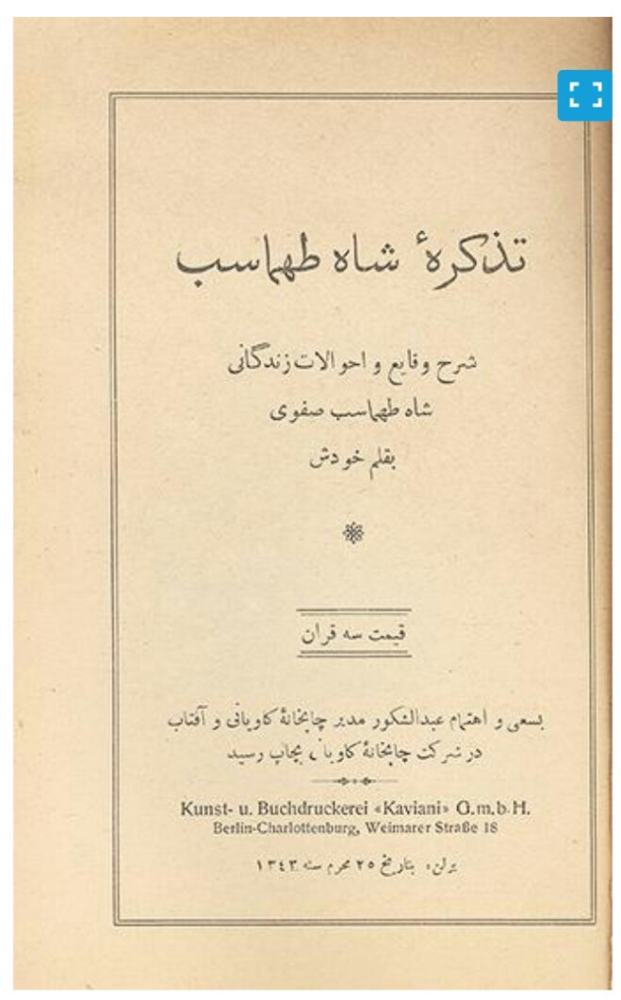 تذکرهٔ شاه طهماسب
شرح وقایع و احوالات زندگانی
شاه طهماسب صفوی
بقلم خودش
قیمت سه قران
بسعی و اهتمام عبدالشکور مدیر چاپخانهٔ کاویانی و آفتاب
در شرکت چاپخانهٔ کاویانی بچاپ رسید
Kunst- u. Buchdruckerei «Kaviani» G.m.b.H.
Berlin-Charlottenburg, Weimarer Straße 18
برلن، بتاریخ ۲۵ محرم سنه ۱۳٤۳